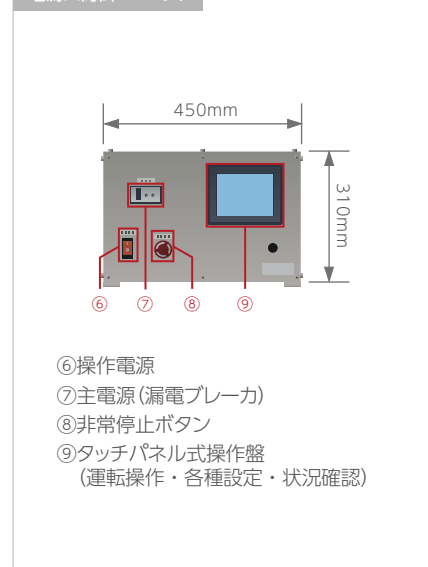 450mm
310mm
⑥ ⑦ ⑧ ⑨
⑥操作電源
⑦主電源(漏電ブレーカ)
⑧非常停止ボタン
⑨タッチパネル式操作盤
(運転操作・各種設定・状況確認)